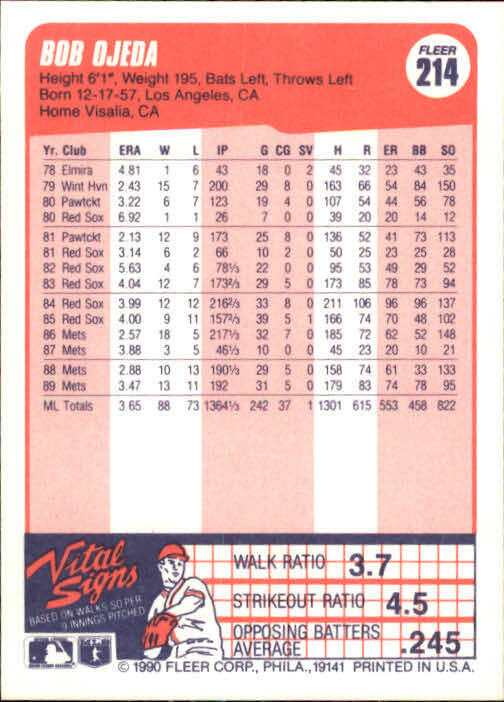 BOB OJEDA
FLEER
214
Height 6'1", Weight 195, Bats Left, Throws Left
Born 12-17-57, Los Angeles, CA
Home Visalia, CA
Yr. Club ERA W L IP G CG SV H R ER BB SO
78 Elmira 4.81 1 6 43 18 0 2 45 32 23 43 35
79 Wint Hvn 2.43 15 7 200 29 8 0 163 66 54 84 150
80 Pawtckt 3.22 6 7 123 19 4 0 107 54 44 56 78
80 Red Sox 6.92 1 1 26 7 0 0 39 20 20 14 12
81 Pawtckt 2.13 12 9 173 25 8 0 136 52 41 73 113
81 Red Sox 3.14 6 2 66 10 2 0 50 25 23 25 28
82 Red Sox 5.63 4 6 78⅓ 22 0 0 95 53 49 29 52
83 Red Sox 4.04 12 7 173⅔ 29 5 0 173 85 78 73 94
84 Red Sox 3.99 12 12 216⅔ 33 8 0 211 106 96 96 137
85 Red Sox 4.00 9 11 157⅔ 39 5 1 166 74 70 48 102
86 Mets 2.57 18 5 217⅓ 32 7 0 185 72 62 52 148
87 Mets 3.88 3 5 46⅓ 10 0 0 45 23 20 10 21
88 Mets 2.88 10 13 190⅓ 29 5 0 158 74 61 33 133
89 Mets 3.47 13 11 192 31 5 0 179 83 74 78 95
ML Totals 3.65 88 73 1364⅓ 242 37 1 1301 615 553 458 822
Vital
Signs
BASED ON WALKS SO PER
9 INNINGS PITCHED
WALK RATIO 3.7
STRIKEOUT RATIO 4.5
OPPOSING BATTERS
AVERAGE .245
© 1990 FLEER CORP., PHILA., 19141 PRINTED IN U.S.A.